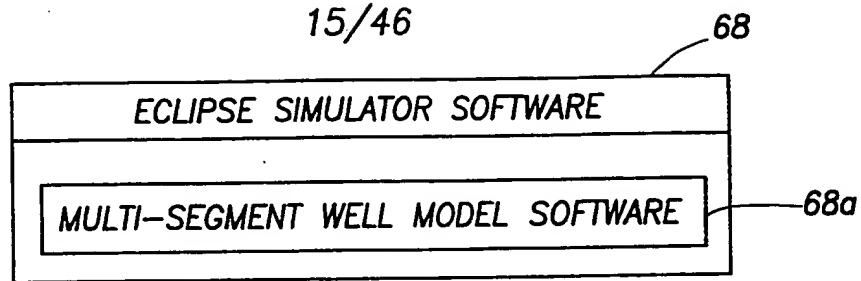 15/46
68
ECLIPSE SIMULATOR SOFTWARE
MULTI-SEGMENT WELL MODEL SOFTWARE
68a